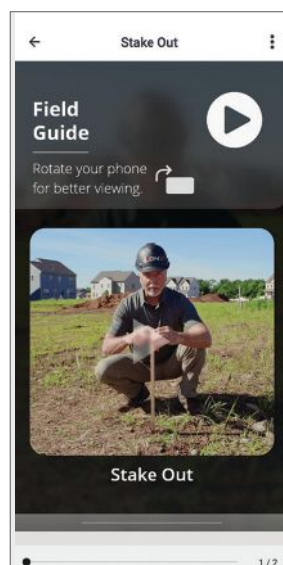 Stake Out
Field
Guide
Rotate your phone
for better viewing.
Stake Out
1/2